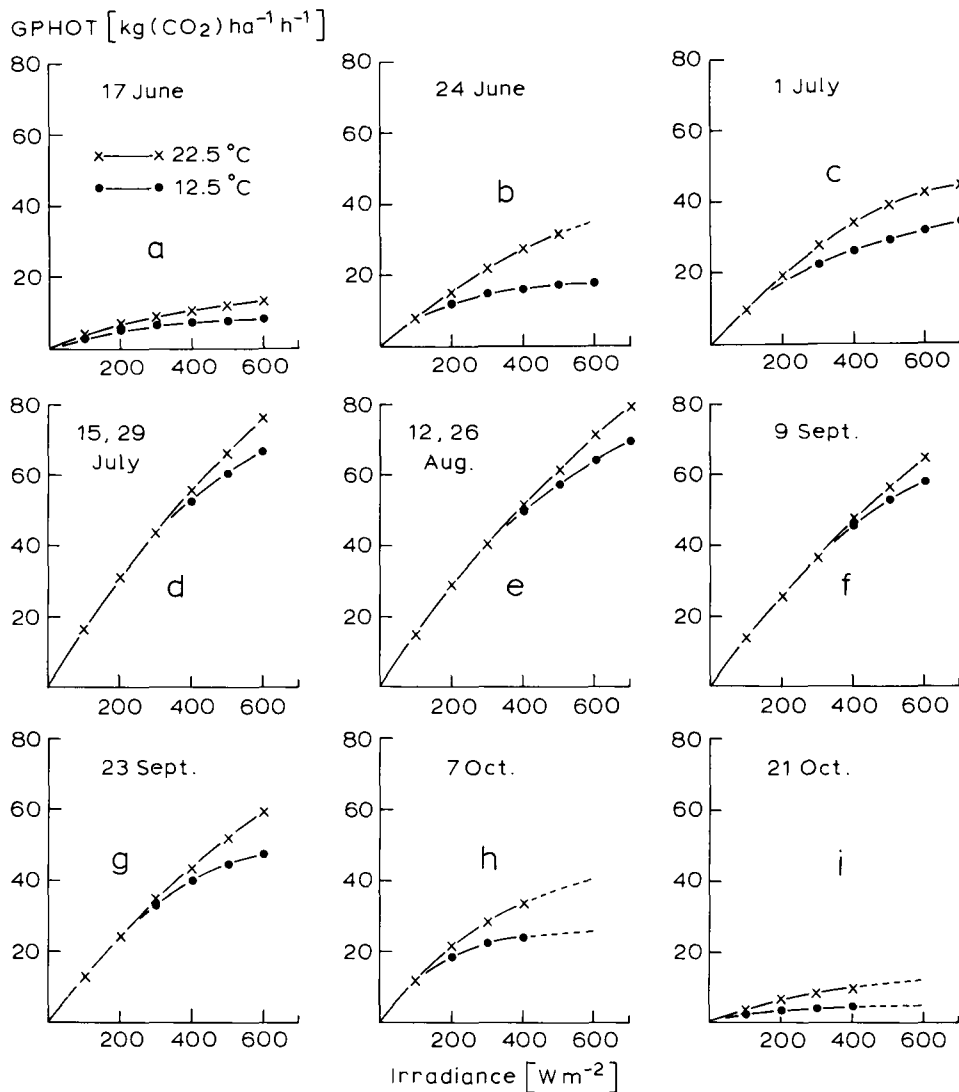 GPHOT [kg(CO₂)ha⁻¹h⁻¹]
80
60
40
20
200 400 600
17 June
×—× 22.5 °C
●—● 12.5 °C
a
80
60
40
20
200 400 600
24 June
b
80
60
40
20
200 400 600
1 July
c
80
60
40
20
200 400 600
15, 29
July
d
80
60
40
20
200 400 600
12, 26
Aug.
e
80
60
40
20
200 400 600
9 Sept.
f
80
60
40
20
200 400 600
23 Sept.
g
80
60
40
20
200 400 600
7 Oct.
h
80
60
40
20
200 400 600
21 Oct.
i
Irradiance [Wm⁻²]